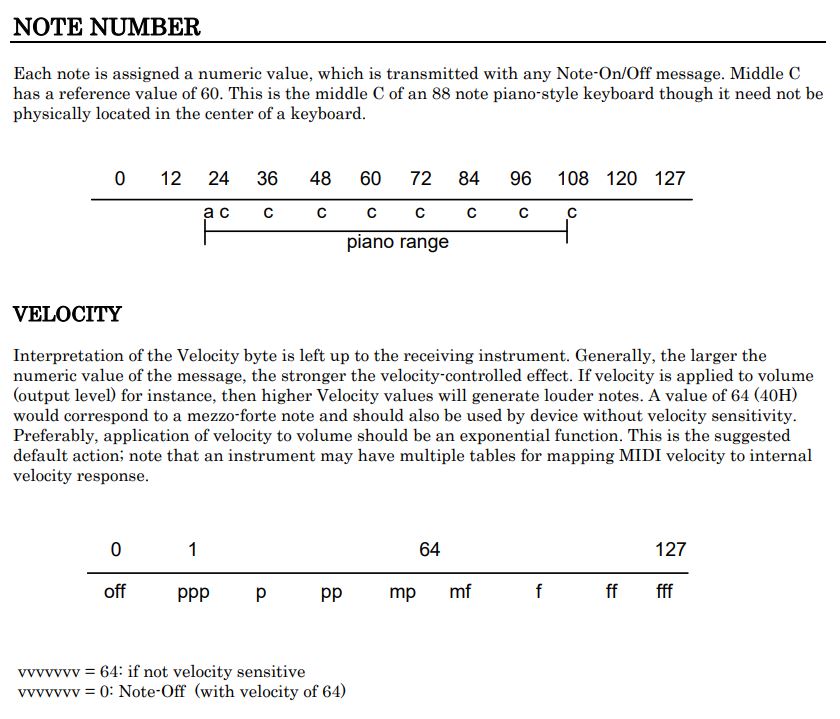 NOTE NUMBER
Each note is assigned a numeric value, which is transmitted with any Note-On/Off message. Middle C
has a reference value of 60. This is the middle C of an 88 note piano-style keyboard though it need not be
physically located in the center of a keyboard.
0 12 24 36 48 60 72 84 96 108 120 127
a c c c c c c c c
piano range
VELOCITY
Interpretation of the Velocity byte is left up to the receiving instrument. Generally, the larger the
numeric value of the message, the stronger the velocity-controlled effect. If velocity is applied to volume
(output level) for instance, then higher Velocity values will generate louder notes. A value of 64 (40H)
would correspond to a mezzo-forte note and should also be used by device without velocity sensitivity.
Preferably, application of velocity to volume should be an exponential function. This is the suggested
default action; note that an instrument may have multiple tables for mapping MIDI velocity to internal
velocity response.
0 1 64 127
off ppp p pp mp mf f ff fff
vvvvvvv = 64: if not velocity sensitive
vvvvvvv = 0: Note-Off (with velocity of 64)